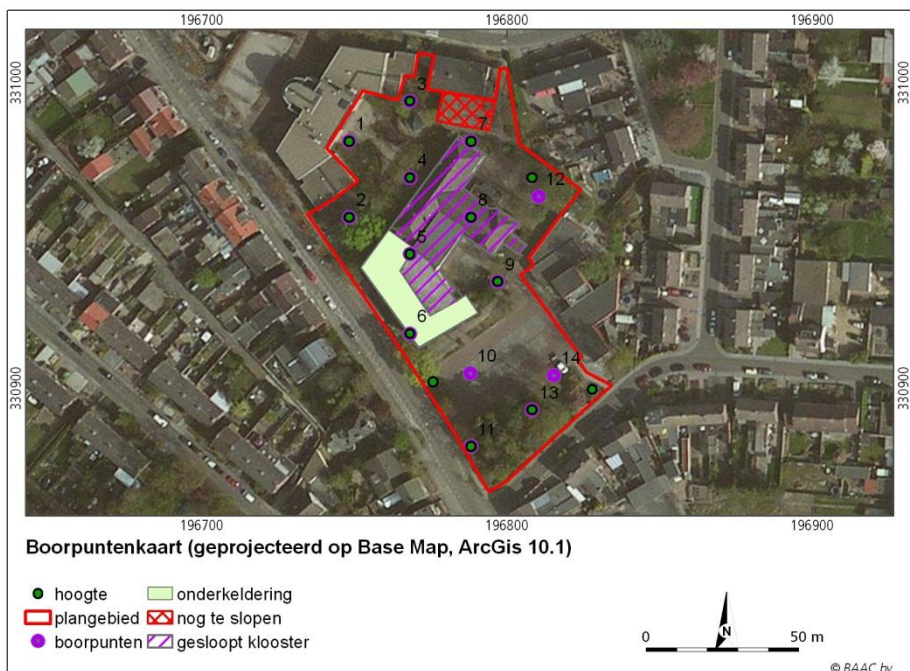 196700 196800 196900
331000 331000
3
1 7
4 12
2 8
5
9
6
10 14
330900 330900
13
11
196700 196800 196900
Boorpuntenkaart (geprojecteerd op Base Map, ArcGis 10.1)
hoogte onderkeldering
plangebied nog te slopen
boorpunten gesloopt klooster
N
0 50 m
© BAAC bv